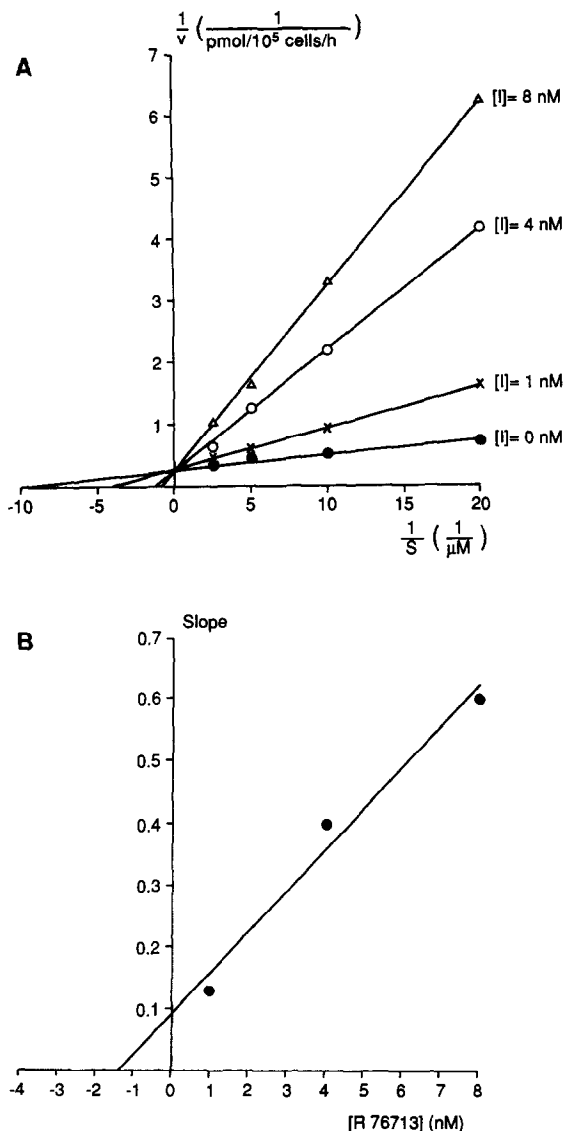 A
1/v ( 1 / pmol/10⁵ cells/h )
7
6
5
4
3
2
1
[I]= 8 nM
[I]= 4 nM
[I]= 1 nM
[I]= 0 nM
-10 -5 0 5 10 15 20
1/S ( 1/μM )
B
Slope
0.7
0.6
0.5
0.4
0.3
0.2
0.1
-4 -3 -2 -1 0 1 2 3 4 5 6 7 8
[R 76713] (nM)